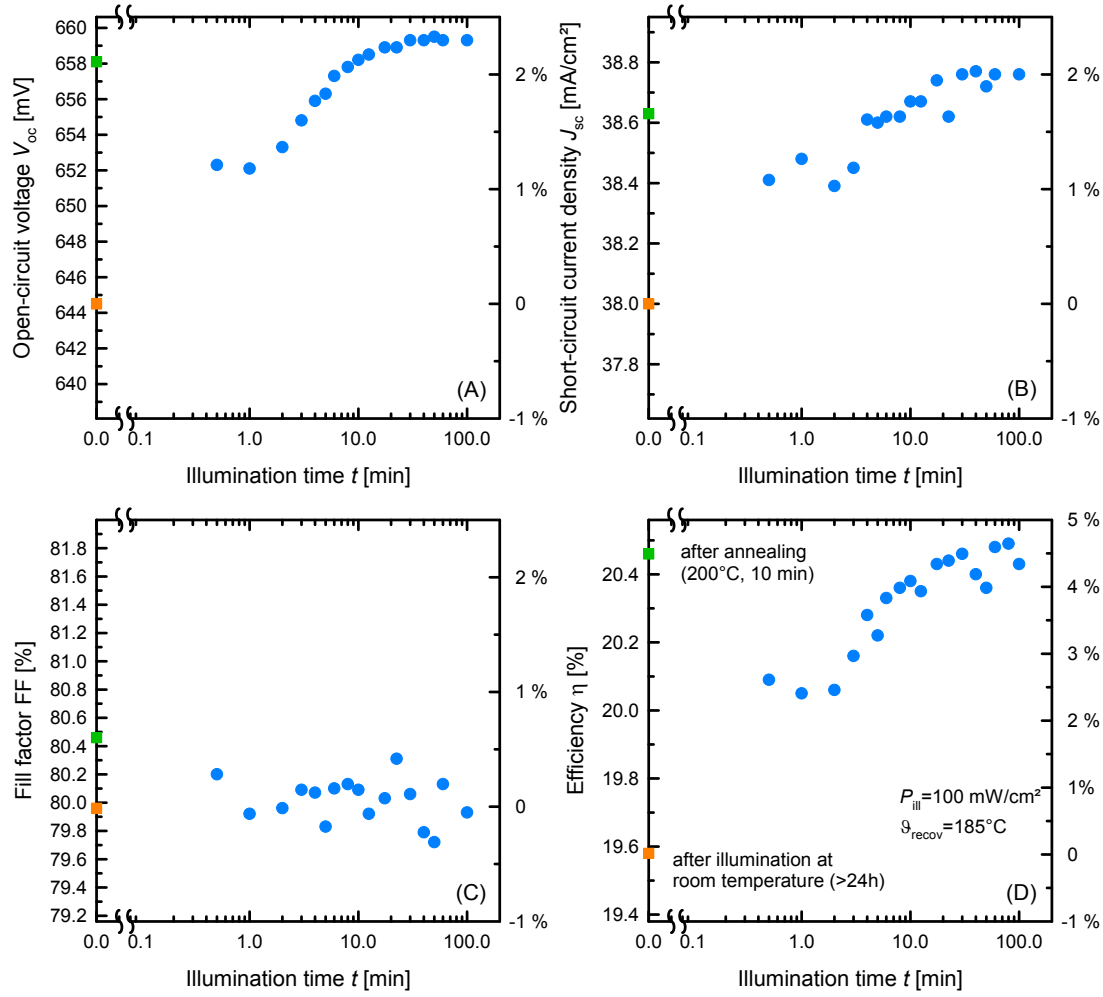 660
658
656
654
652
650
648
646
644
642
640
2 %
1 %
0
-1 %
Open-circuit voltage Voc [mV]
(A)
0.0 0.1 1.0 10.0 100.0
Illumination time t [min]
38.8
38.6
38.4
38.2
38.0
37.8
2 %
1 %
0
-1 %
Short-circuit current density Jsc [mA/cm²]
(B)
0.0 0.1 1.0 10.0 100.0
Illumination time t [min]
81.8
81.6
81.4
81.2
81.0
80.8
80.6
80.4
80.2
80.0
79.8
79.6
79.4
79.2
2 %
1 %
0
-1 %
Fill factor FF [%]
(C)
0.0 0.1 1.0 10.0 100.0
Illumination time t [min]
20.4
20.2
20.0
19.8
19.6
19.4
5 %
4 %
3 %
2 %
1%
0
-1 %
Efficiency η [%]
after annealing
(200°C, 10 min)
Pill=100 mW/cm²
ϑrecov=185°C
after illumination at
room temperature (>24h)
(D)
0.0 0.1 1.0 10.0 100.0
Illumination time t [min]